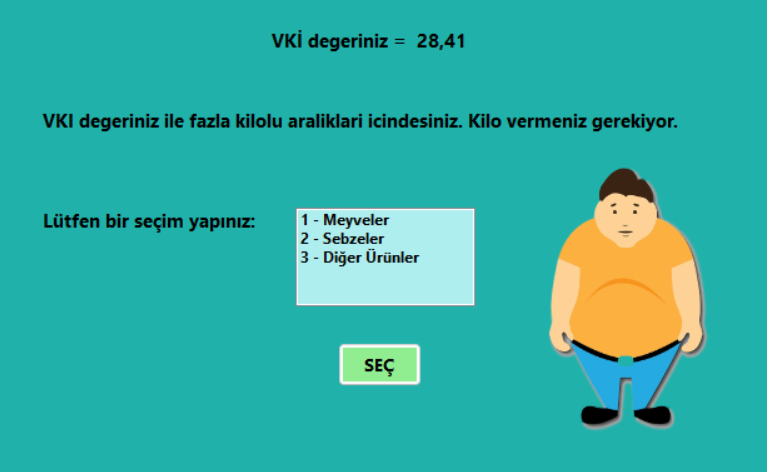 VKİ degeriniz = 28,41
VKI degeriniz ile fazla kilolu araliklari icindesiniz. Kilo vermeniz gerekiyor.
Lütfen bir seçim yapınız:
1 - Meyveler
2 - Sebzeler
3 - Diğer Ürünler
SEÇ